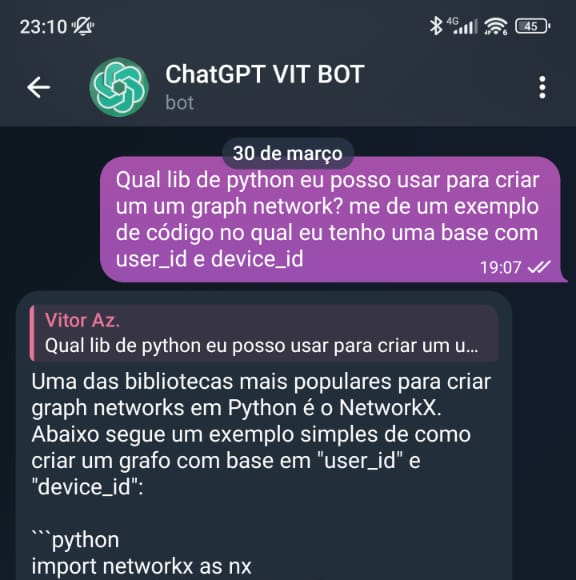 23:10
4G
45
ChatGPT VIT BOT
bot
30 de março
Qual lib de python eu posso usar para criar
um um graph network? me de um exemplo
de código no qual eu tenho uma base com
user_id e device_id
19:07
Vitor Az.
Qual lib de python eu posso usar para criar um u...
Uma das bibliotecas mais populares para criar
graph networks em Python é o NetworkX.
Abaixo segue um exemplo simples de como
criar um grafo com base em "user_id" e
"device_id":
```python
import networkx as nx